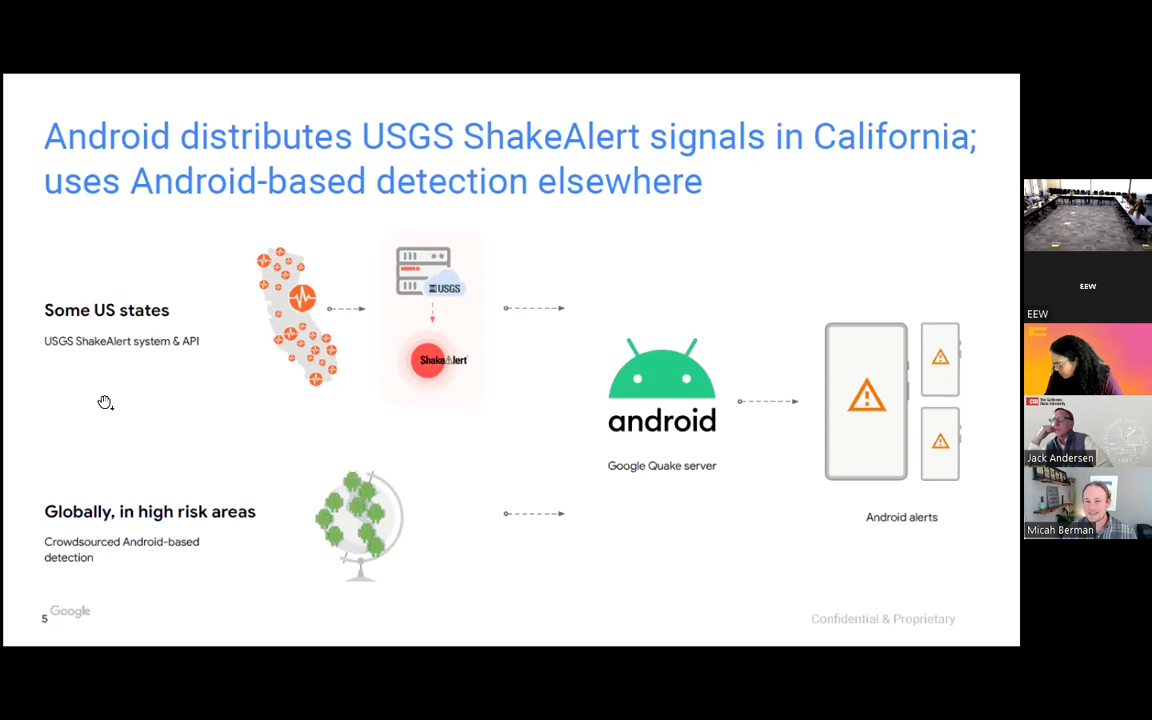 Android distributes USGS ShakeAlert signals in California;
uses Android-based detection elsewhere
Some US states
USGS ShakeAlert system & API
USGS
ShakeAlert
android
Google Quake server
Android alerts
Globally, in high risk areas
Crowdsourced Android-based
detection
5 Google
Confidential & Proprietary
EEW
EEW
Jack Andersen
Micah Berman